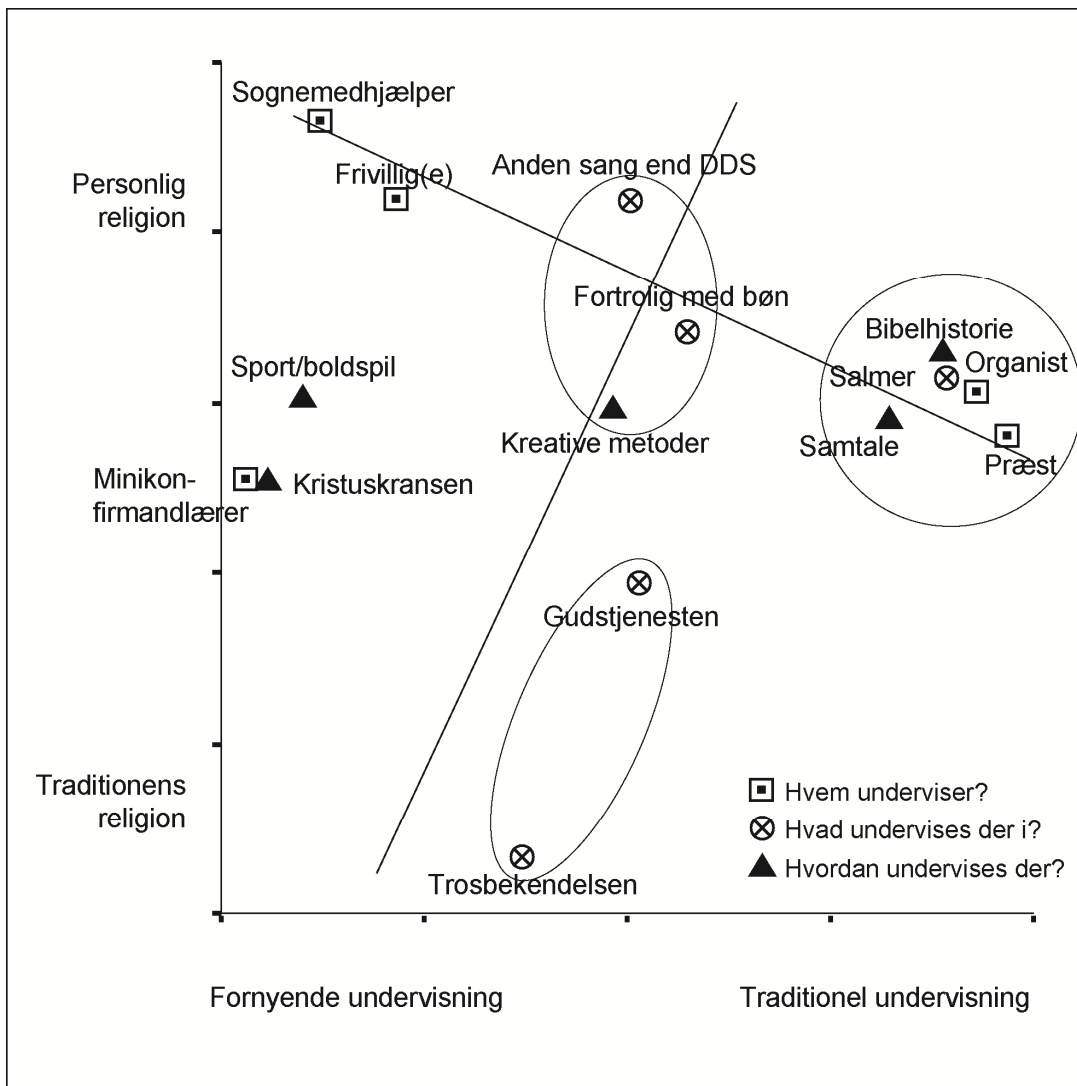 Sognemedhjælper
Anden sang end DDS
Frivillig(e)
Personlig
religion
Fortrolig med bøn
Bibelhistorie
Organist
Salmer
Sport/boldspil
Kreative metoder
Samtale
Præst
Minikon-
firmandlærer
Kristuskransen
Gudstjenesten
Traditionens
religion
Hvem underviser?
Hvad undervises der i?
Hvordan undervises der?
Trosbekendelsen
Fornyende undervisning
Traditionel undervisning